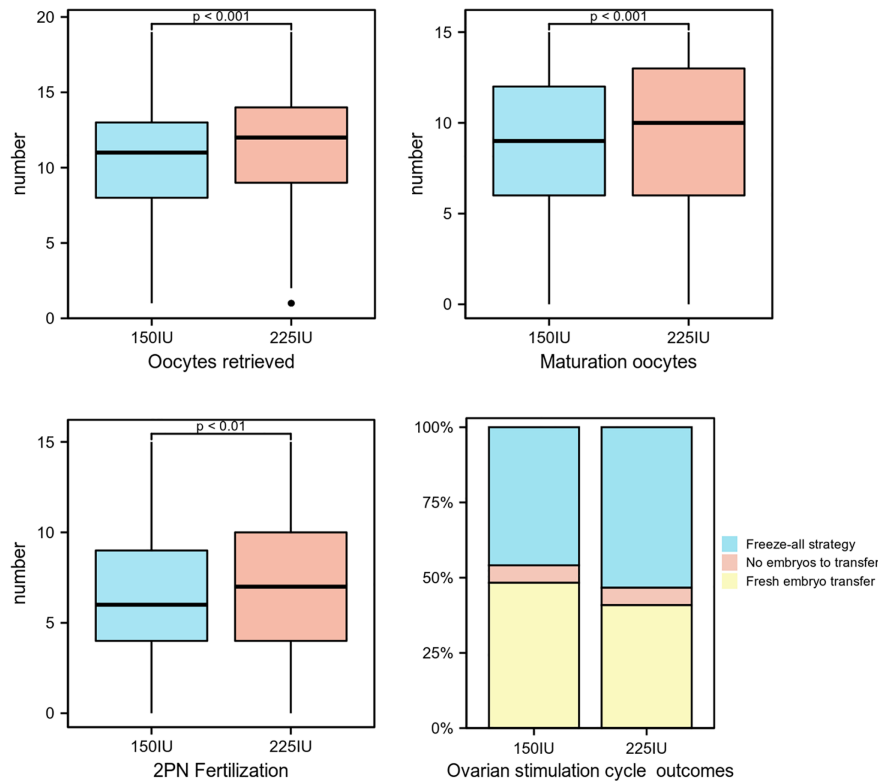 p < 0.001
20
15
10
5
0
number
150IU 225IU
Oocytes retrieved
p < 0.001
15
10
5
0
number
150IU 225IU
Maturation oocytes
p < 0.01
15
10
5
0
number
150IU 225IU
2PN Fertilization
100%
75%
50%
25%
0%
150IU 225IU
Ovarian stimulation cycle outcomes
Freeze-all strategy
No embryos to transfer
Fresh embryo transfer